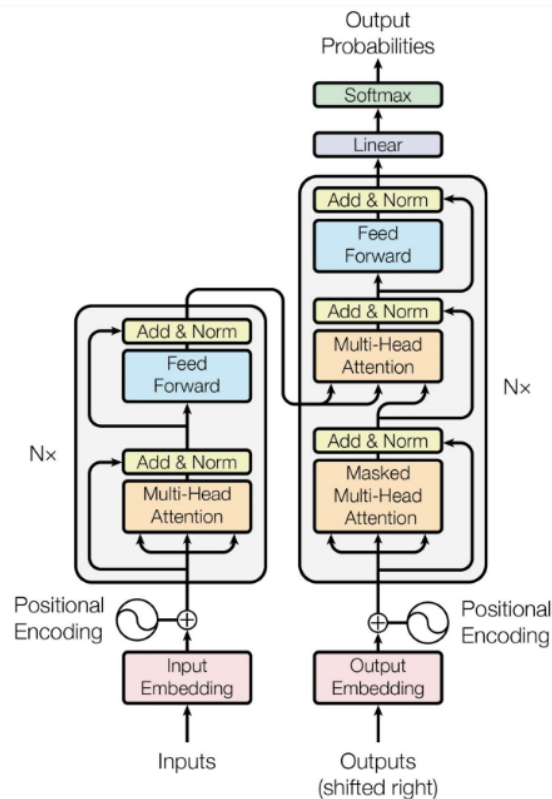 Output
Probabilities
Softmax
Linear
Add & Norm
Feed
Forward
Add & Norm
Multi-Head
Attention
Add & Norm
Masked
Multi-Head
Attention
N×
Add & Norm
Feed
Forward
Add & Norm
Multi-Head
Attention
N×
Positional
Encoding
Positional
Encoding
Input
Embedding
Output
Embedding
Inputs
Outputs
(shifted right)